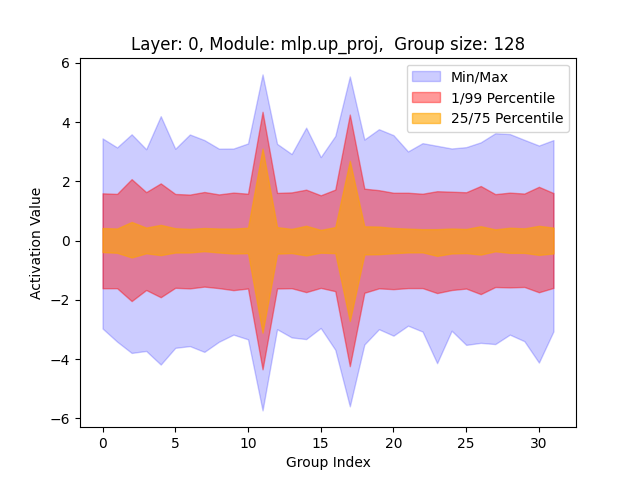 Layer: 0, Module: mlp.up_proj,  Group size: 128
Min/Max
1/99 Percentile
25/75 Percentile
Activation Value
6
4
2
0
−2
−4
−6
0
5
10
15
20
25
30
Group Index